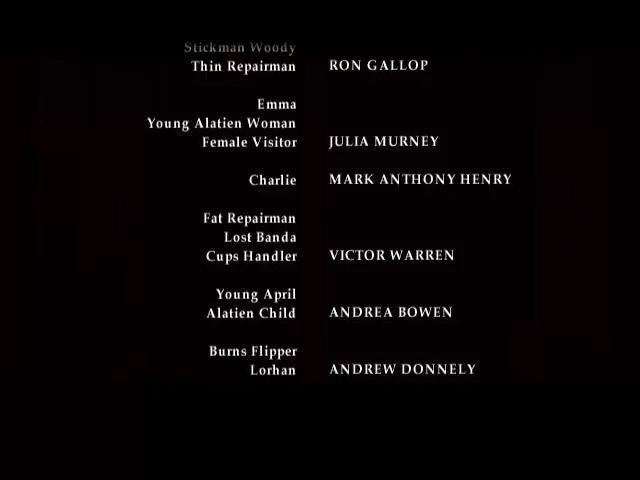 Stickman Woody
Thin Repairman RON GALLOP
Emma
Young Alatien Woman
Female Visitor JULIA MURNEY
Charlie MARK ANTHONY HENRY
Fat Repairman
Lost Banda
Cups Handler VICTOR WARREN
Young April
Alatien Child ANDREA BOWEN
Burns Flipper
Lorhan ANDREW DONNELY